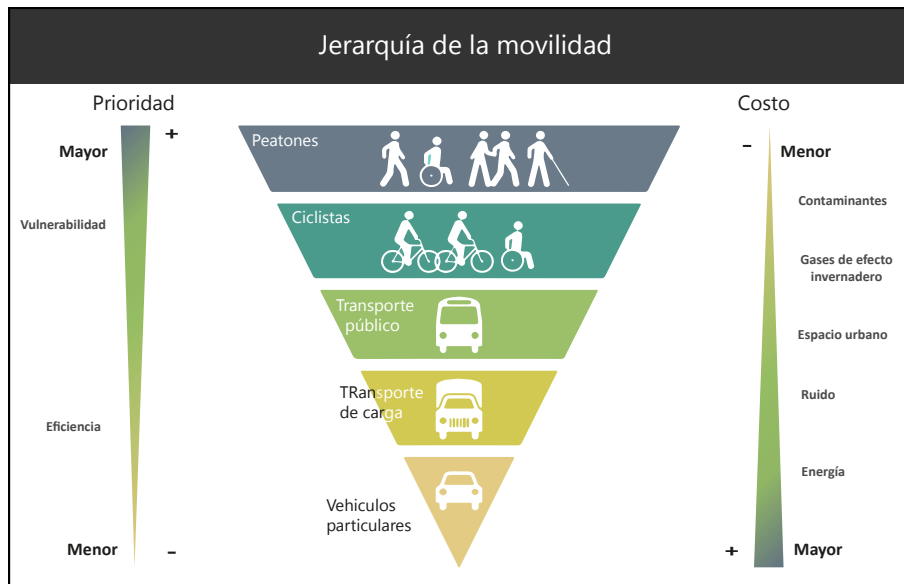 Jerarquía de la movilidad
Prioridad
+
Mayor
Vulnerabilidad
Eficiencia
Menor
-
Peatones
Ciclistas
Transporte
público
TRansporte
de carga
Vehiculos
particulares
Costo
-
Menor
Contaminantes
Gases de efecto
invernadero
Espacio urbano
Ruido
Energía
+
Mayor